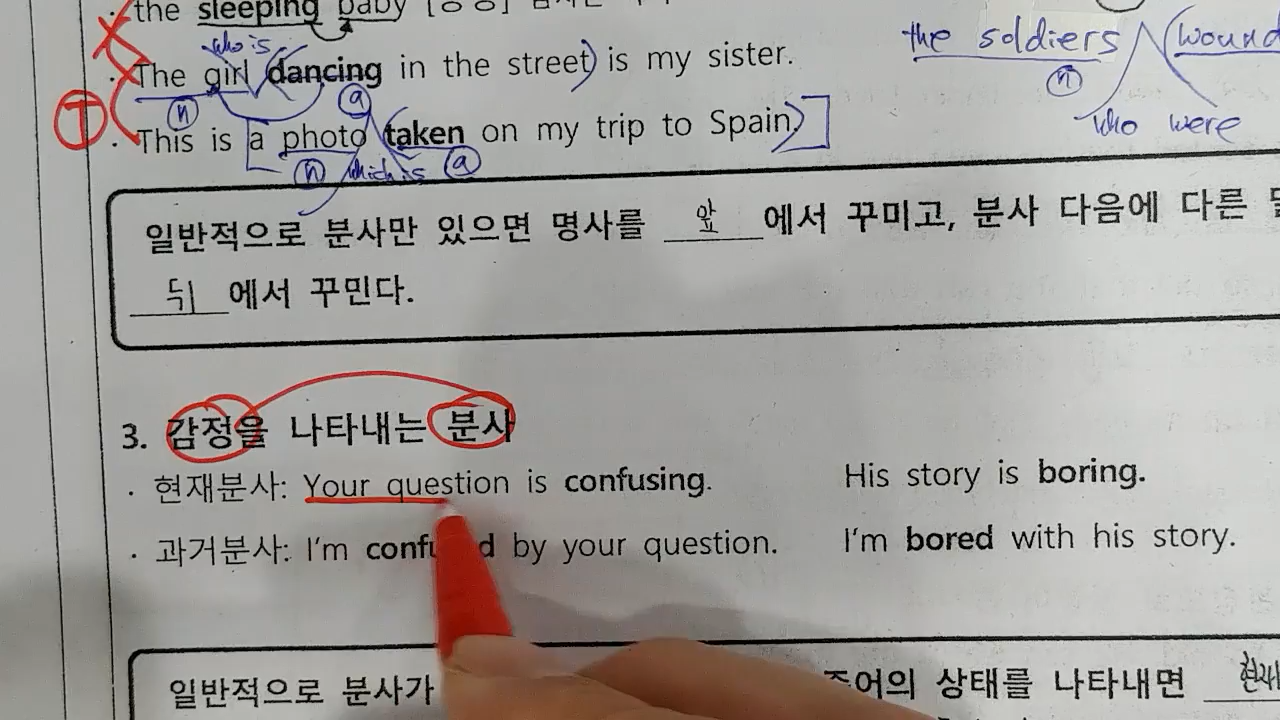 the sleeping baby
who is
the soldiers (wound
· The girl dancing in the street) is my sister.
n a n
T
who were
· This is a photo (taken on my trip to Spain)]
n which is a
일반적으로 분사만 있으면 명사를 앞 에서 꾸미고, 분사 다음에 다른
뒤 에서 꾸민다.
3. 감정을 나타내는 분사
· 현재분사: Your question is confusing. His story is boring.
· 과거분사: I'm conf d by your question. I'm bored with his story.
일반적으로 분사가 주어의 상태를 나타내면 현재